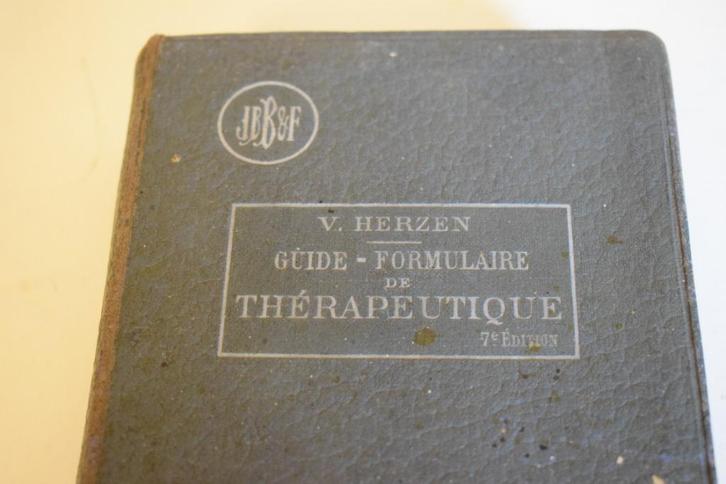 JBB&F
V. HERZEN
GUIDE - FORMULAIRE
DE
THÉRAPEUTIQUE
7e ÉDITION